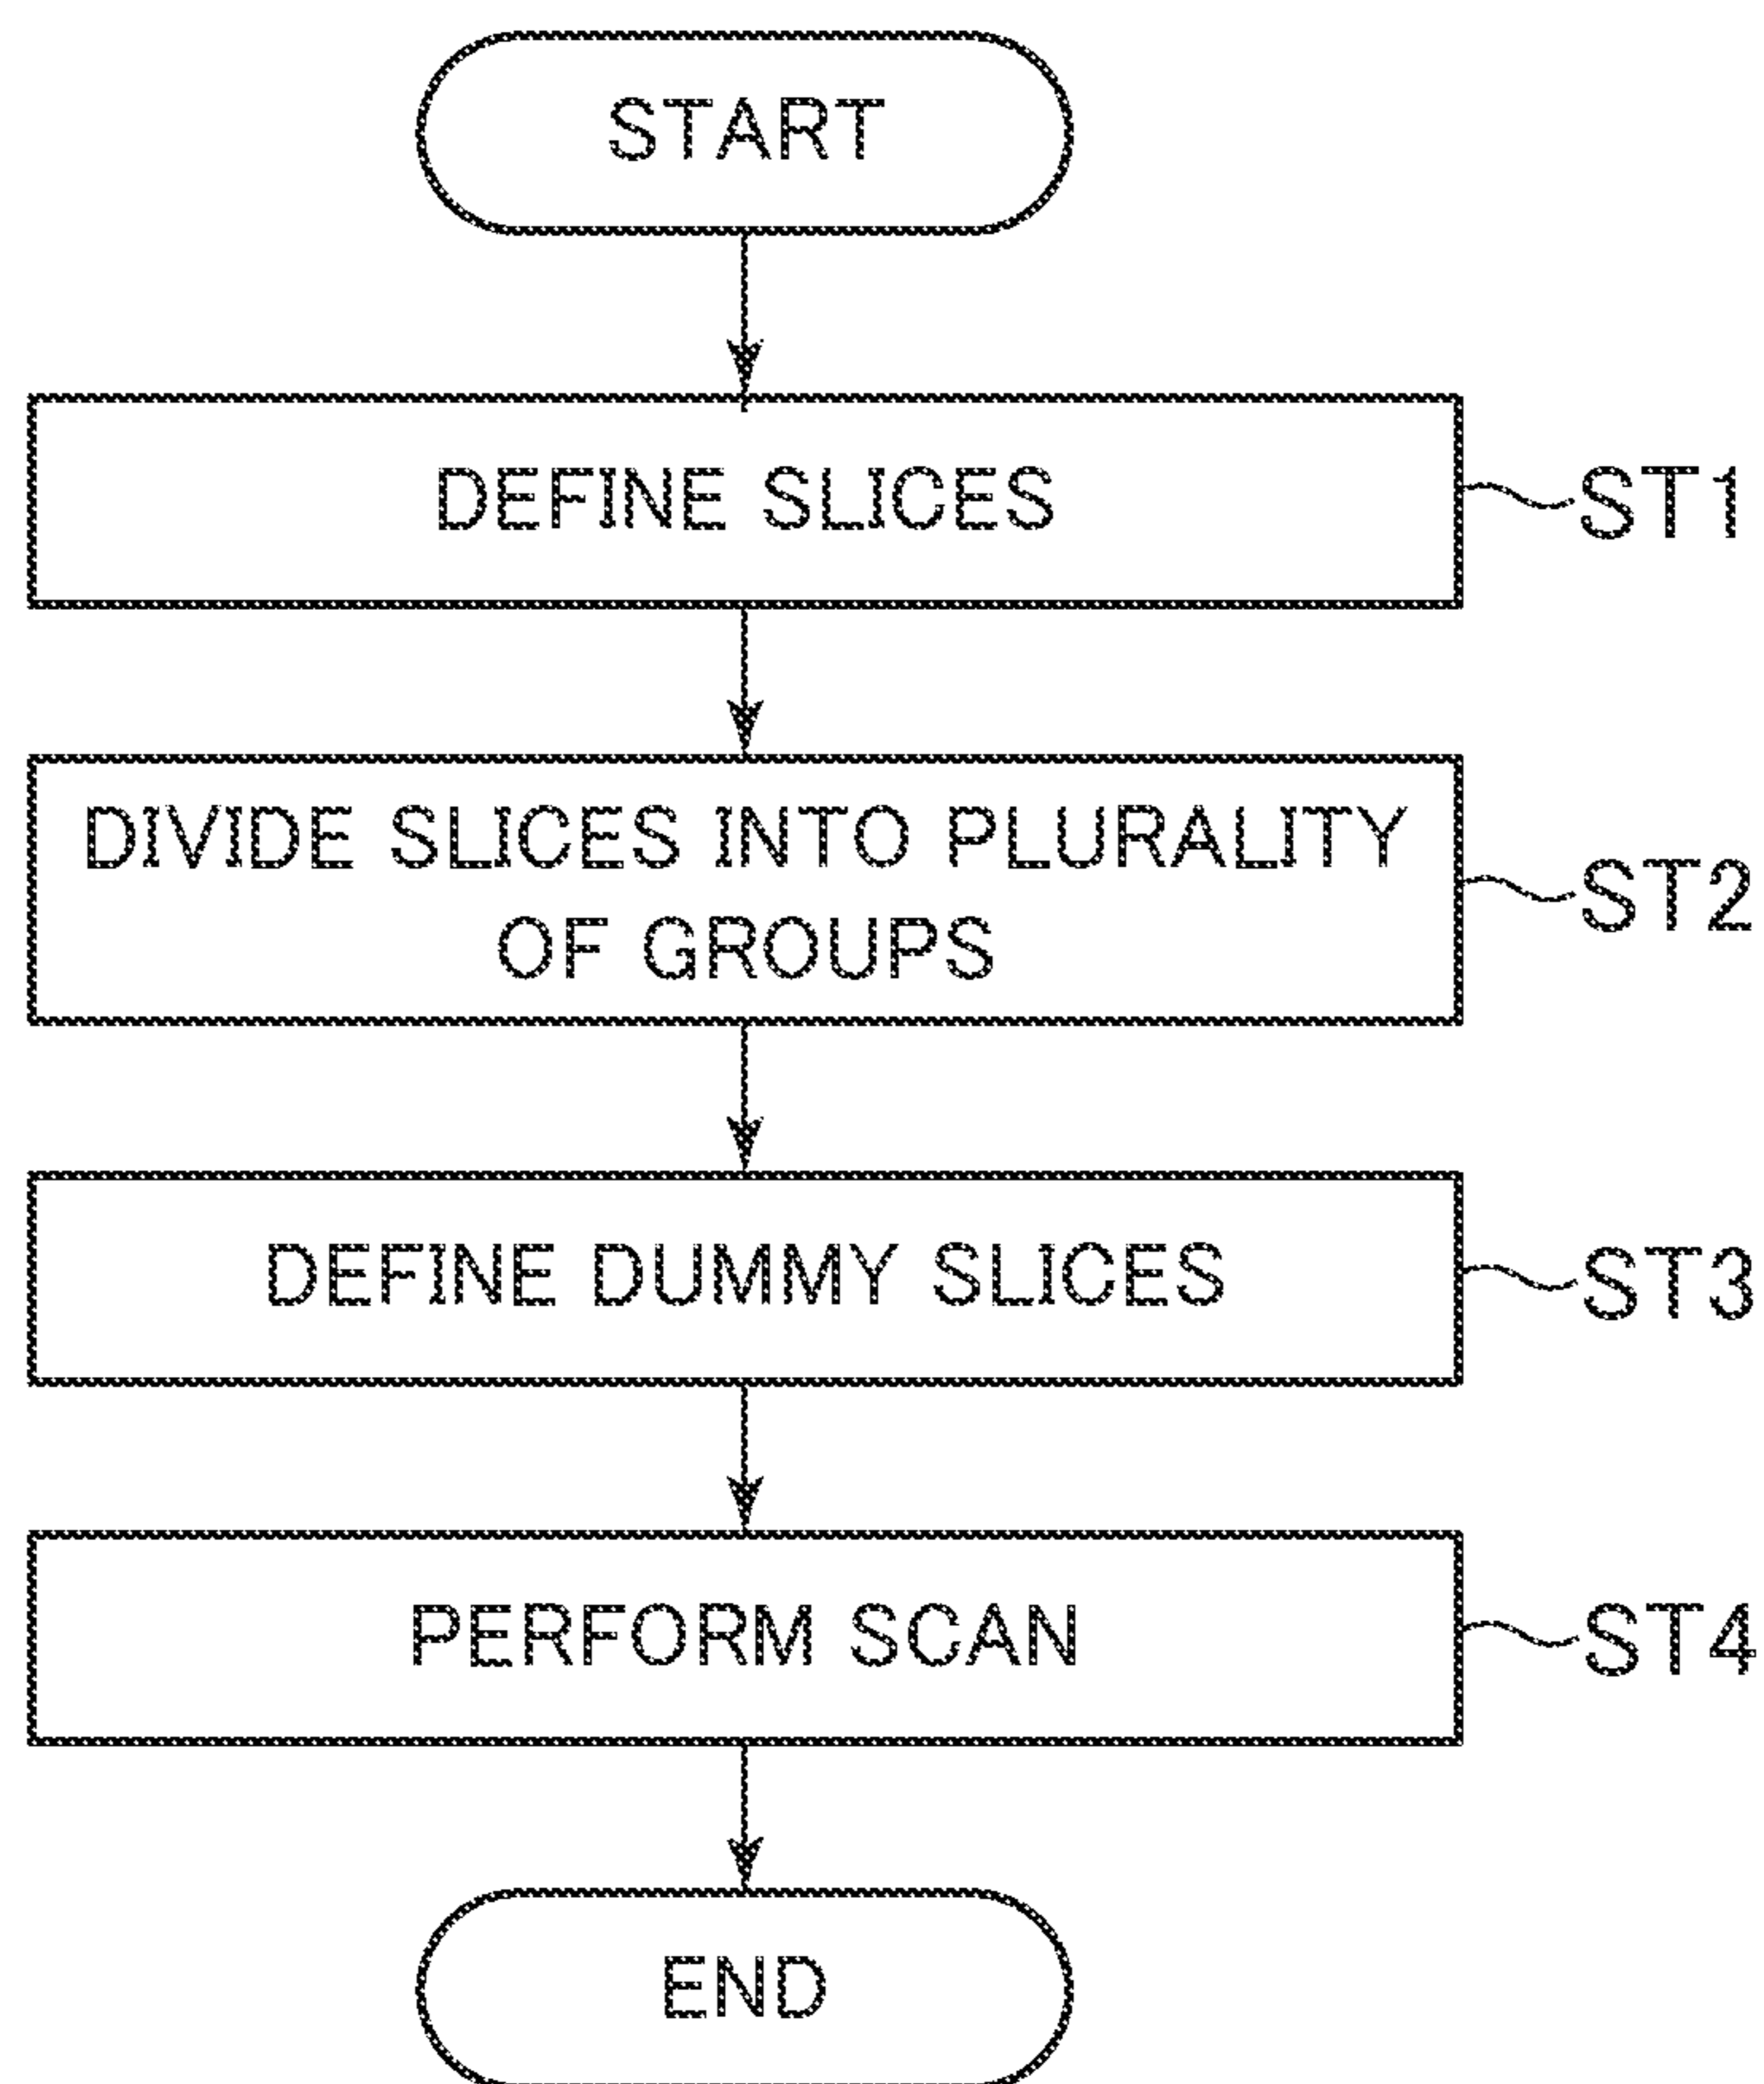 START
DEFINE SLICES
ST1
DIVIDE SLICES INTO PLURALITY
OF GROUPS
ST2
DEFINE DUMMY SLICES
ST3
PERFORM SCAN
ST4
END